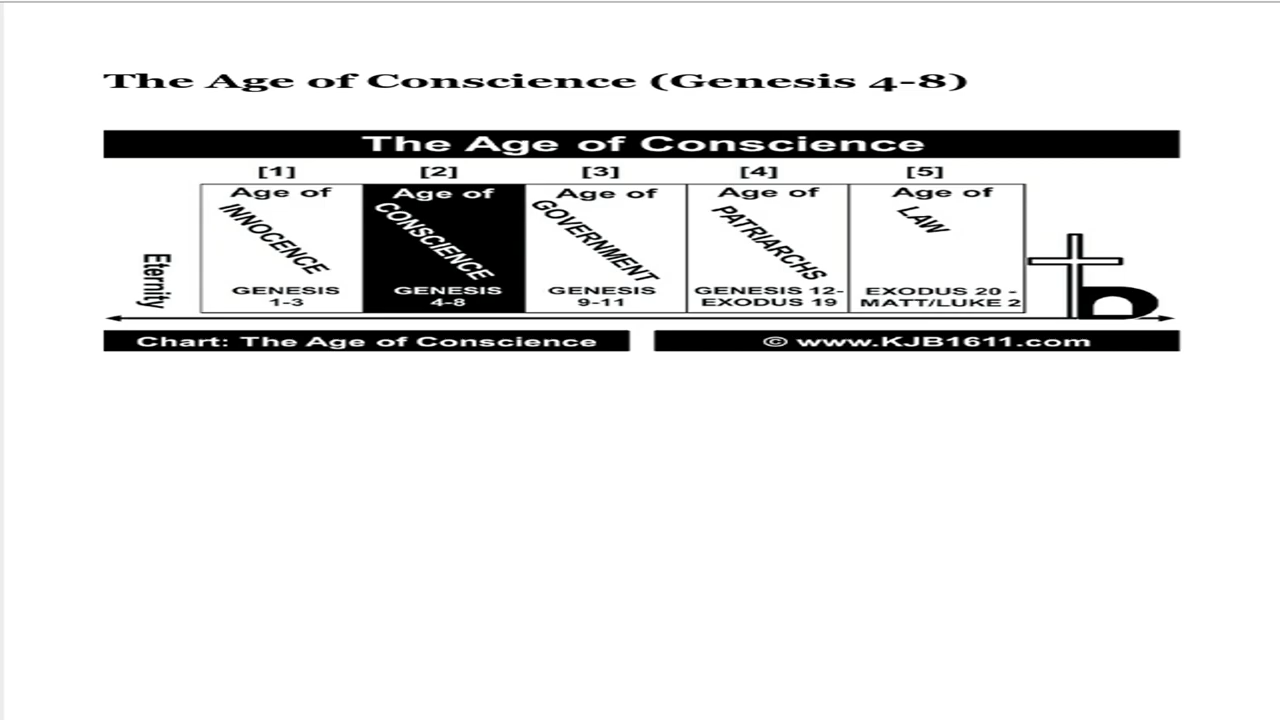 The Age of Conscience (Genesis 4-8)
The Age of Conscience
[1] [2] [3] [4] [5]
Age of Age of Age of Age of Age of
INNOCENCE CONSCIENCE GOVERNMENT PATRIARCHS LAW
Eternity
GENESIS GENESIS GENESIS GENESIS 12- EXODUS 20 -
1-3 4-8 9-11 EXODUS 19 MATT/LUKE 2
Chart: The Age of Conscience © www.KJB1611.com